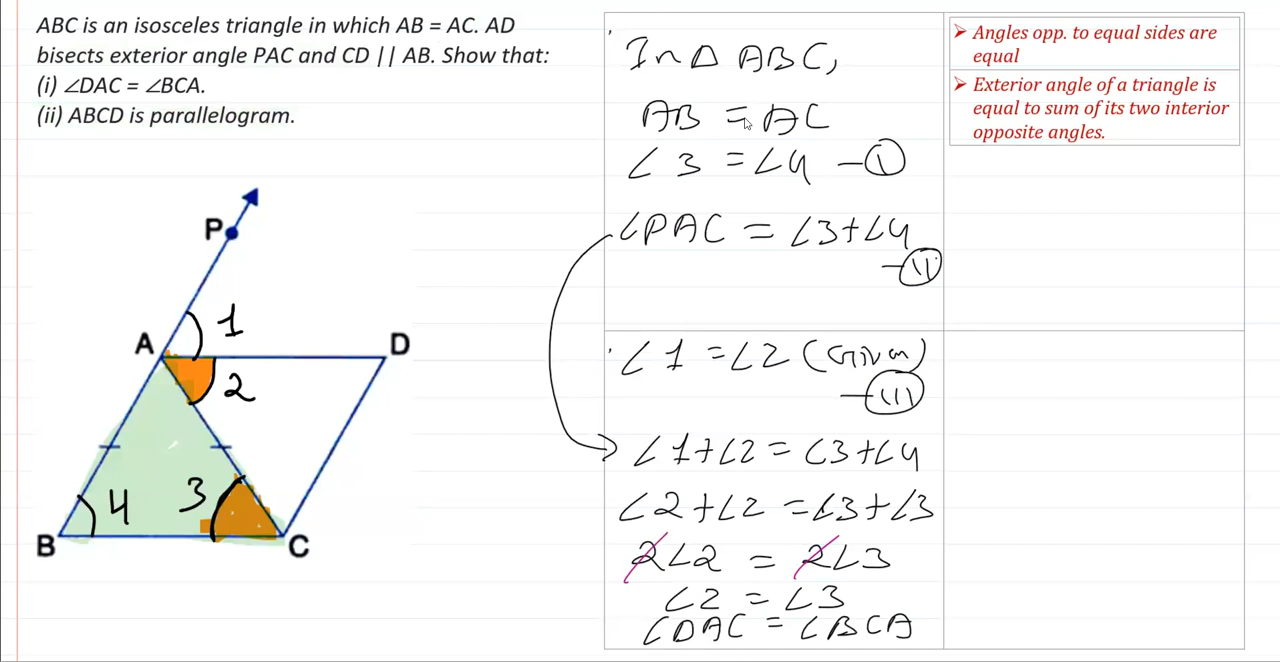 ABC is an isosceles triangle in which AB = AC. AD
bisects exterior angle PAC and CD || AB. Show that:
(i) ∠DAC = ∠BCA.
(ii) ABCD is parallelogram.
P
A
1
D
2
3
4
B
C
In △ ABC,
AB = AC
∠3 = ∠4 —(I)
∠PAC = ∠3+∠4
—(II)
∠1 = ∠2 (Given)
—(III)
∠1+∠2 = ∠3+∠4
∠2+∠2 = ∠3+∠3
2∠2 = 2∠3
∠2 = ∠3
∠DAC = ∠BCA
➢ Angles opp. to equal sides are
equal
➢ Exterior angle of a triangle is
equal to sum of its two interior
opposite angles.